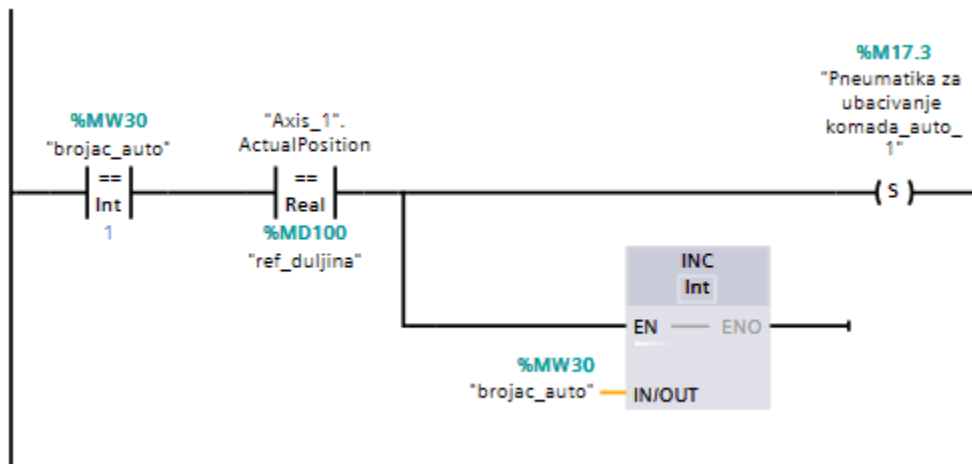 %M17.3
"Pneumatika za
ubacivanje
komada_auto_
1"
%MW30
"brojac_auto"
"Axis_1".
ActualPosition
==
Int
==
Real
S
1
%MD100
"ref_duljina"
INC
Int
EN
ENO
%MW30
"brojac_auto"
IN/OUT